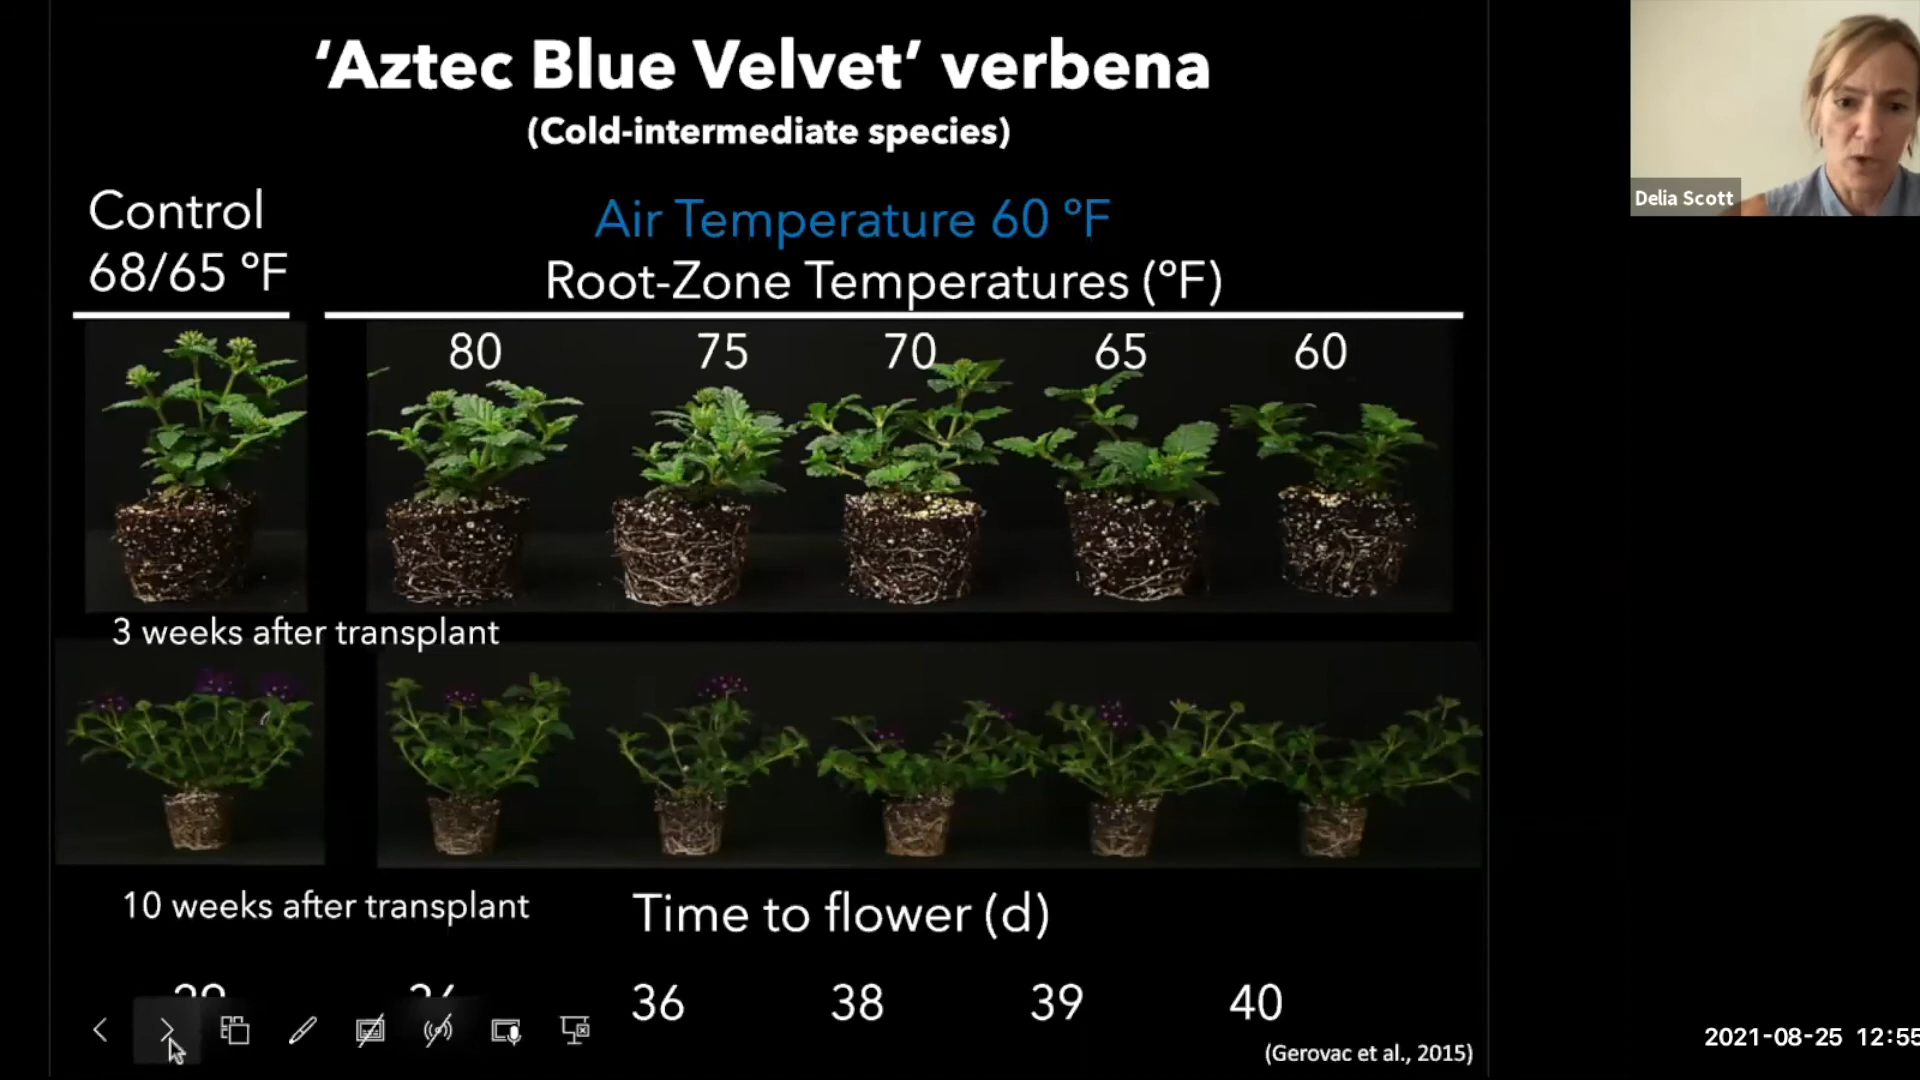 ‘Aztec Blue Velvet’ verbena
(Cold-intermediate species)
Control
68/65 °F
Air Temperature 60 °F
Root-Zone Temperatures (°F)
80 75 70 65 60
3 weeks after transplant
10 weeks after transplant
Time to flower (d)
36 38 39 40
(Gerovac et al., 2015)
Delia Scott
2021-08-25 12:55